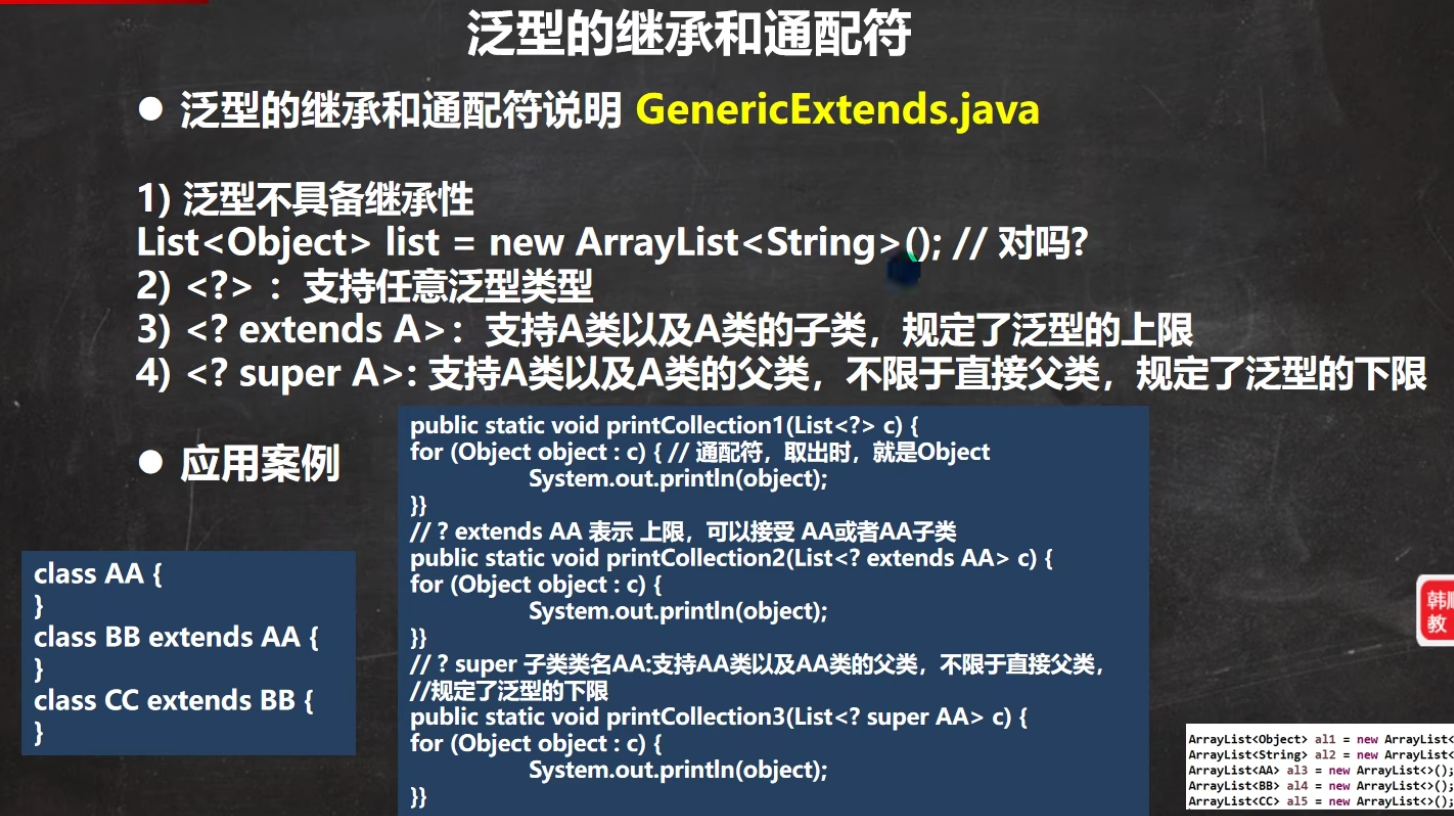 泛型的继承和通配符
● 泛型的继承和通配符说明 GenericExtends.java
1) 泛型不具备继承性
List<Object> list = new ArrayList<String>(); // 对吗?
2) <?> ：支持任意泛型类型
3) <? extends A>：支持A类以及A类的子类，规定了泛型的上限
4) <? super A>: 支持A类以及A类的父类，不限于直接父类，规定了泛型的下限
● 应用案例
class AA {
}
class BB extends AA {
}
class CC extends BB {
}
public static void printCollection1(List<?> c) {
for (Object object : c) { // 通配符，取出时，就是Object
System.out.println(object);
}}
// ? extends AA 表示 上限，可以接受 AA或者AA子类
public static void printCollection2(List<? extends AA> c) {
for (Object object : c) {
System.out.println(object);
}}
// ? super 子类类名AA:支持AA类以及AA类的父类，不限于直接父类，
//规定了泛型的下限
public static void printCollection3(List<? super AA> c) {
for (Object object : c) {
System.out.println(object);
}}
韩
教
ArrayList<Object> al1 = new ArrayList<
ArrayList<String> al2 = new ArrayList<
ArrayList<AA> al3 = new ArrayList<>();
ArrayList<BB> al4 = new ArrayList<>();
ArrayList<CC> al5 = new ArrayList<>();